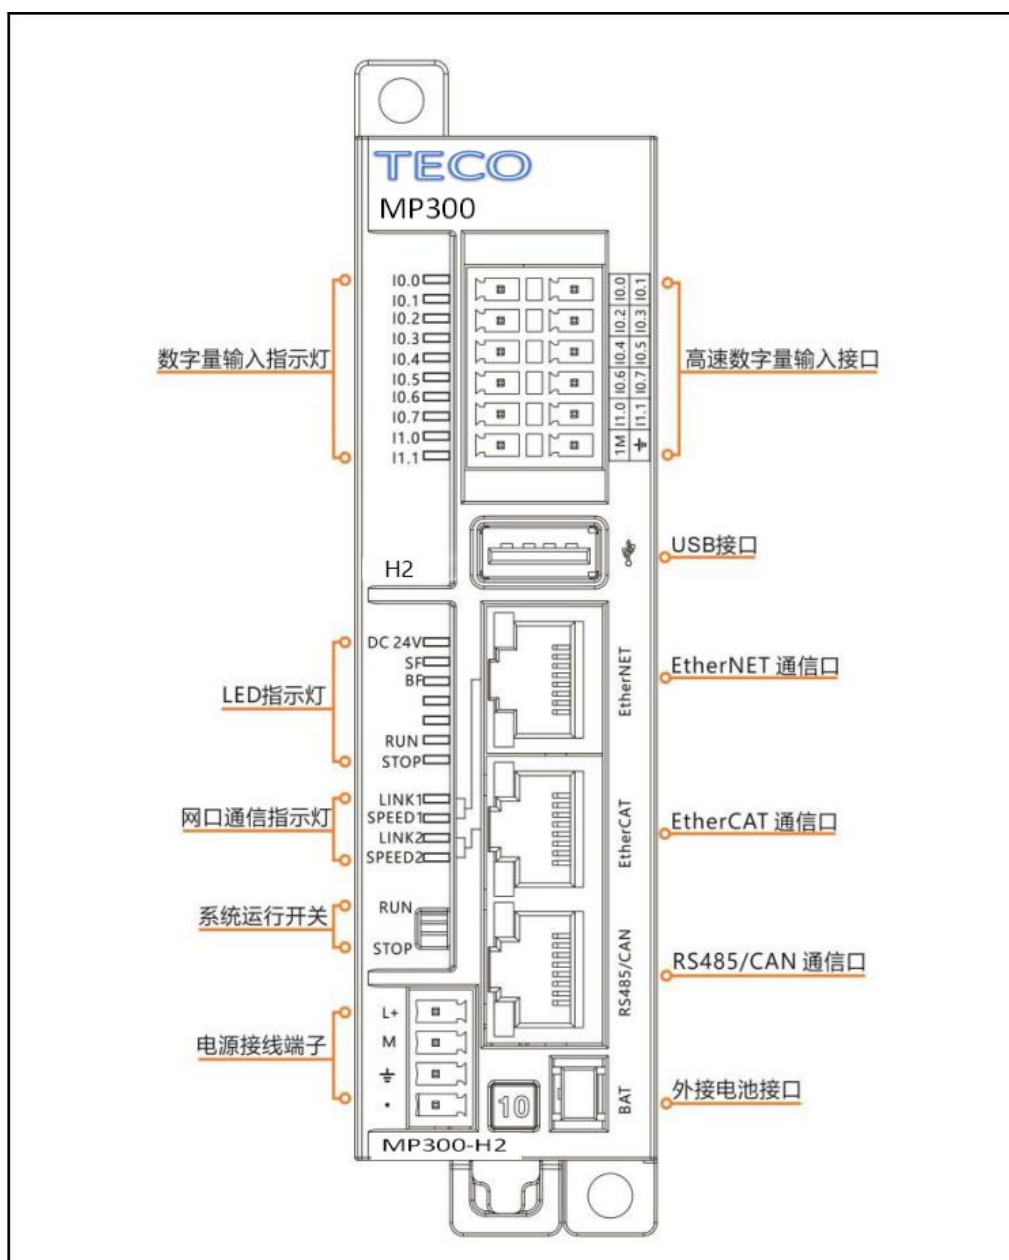 TECO
MP300
I0.0
I0.1
I0.2
I0.3
I0.4
I0.5
I0.6
I0.7
I1.0
I1.1
数字量输入指示灯
I0.0 I0.1
I0.2 I0.3
I0.4 I0.5
I0.6 I0.7
I1.0 I1.1
1M
高速数字量输入接口
USB接口
H2
DC 24V
SF
BF
RUN
STOP
LED指示灯
EtherNET
EtherNET 通信口
LINK1
SPEED1
LINK2
SPEED2
网口通信指示灯
EtherCAT
EtherCAT 通信口
RUN
STOP
系统运行开关
RS485/CAN
RS485/CAN 通信口
L+
M
电源接线端子
10
BAT
外接电池接口
MP300-H2